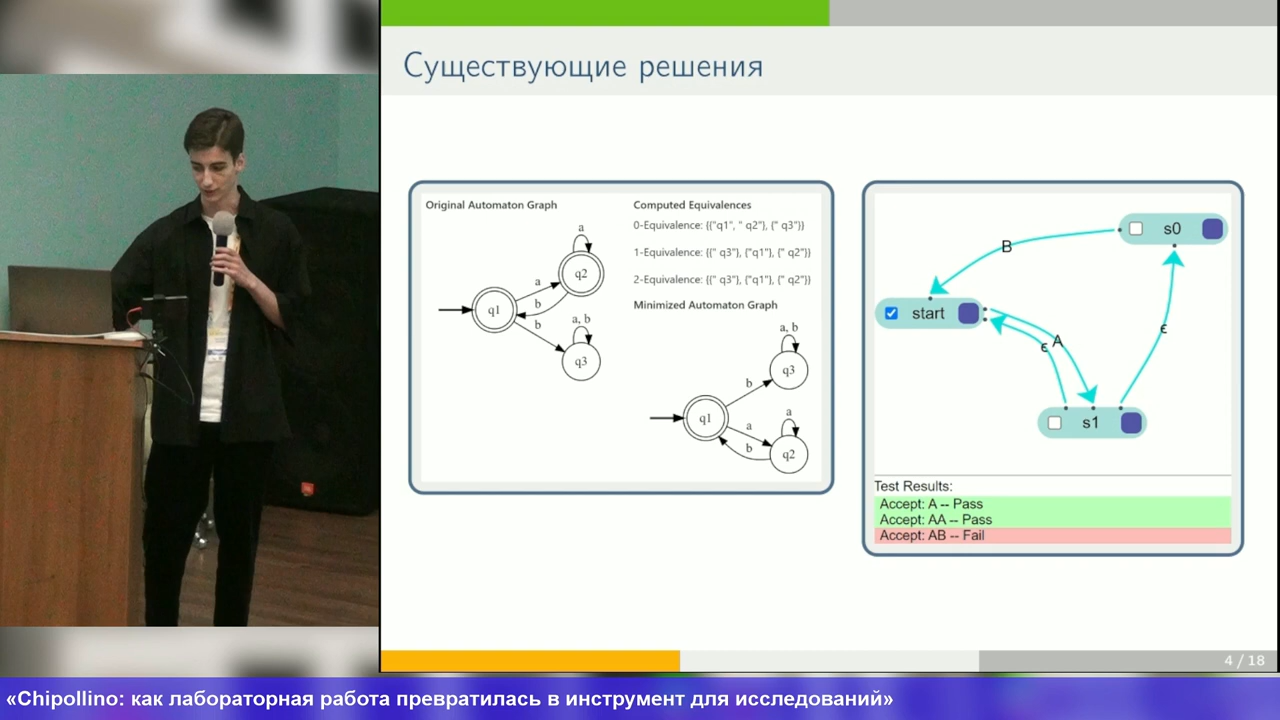 Существующие решения
Original Automaton Graph
a
q2
a
q1
b
b
a, b
q3
Computed Equivalences
0-Equivalence: {{"q1", " q2"}, {" q3"}}
1-Equivalence: {{" q3"}, {"q1"}, {" q2"}}
2-Equivalence: {{" q3"}, {"q1"}, {" q2"}}
Minimized Automaton Graph
a, b
q3
b
q1
a
a
b
q2
s0
B
start
ϵ
ϵ
A
s1
Test Results:
Accept: A -- Pass
Accept: AA -- Pass
Accept: AB -- Fail
4 / 18
«Chipollino: как лабораторная работа превратилась в инструмент для исследований»